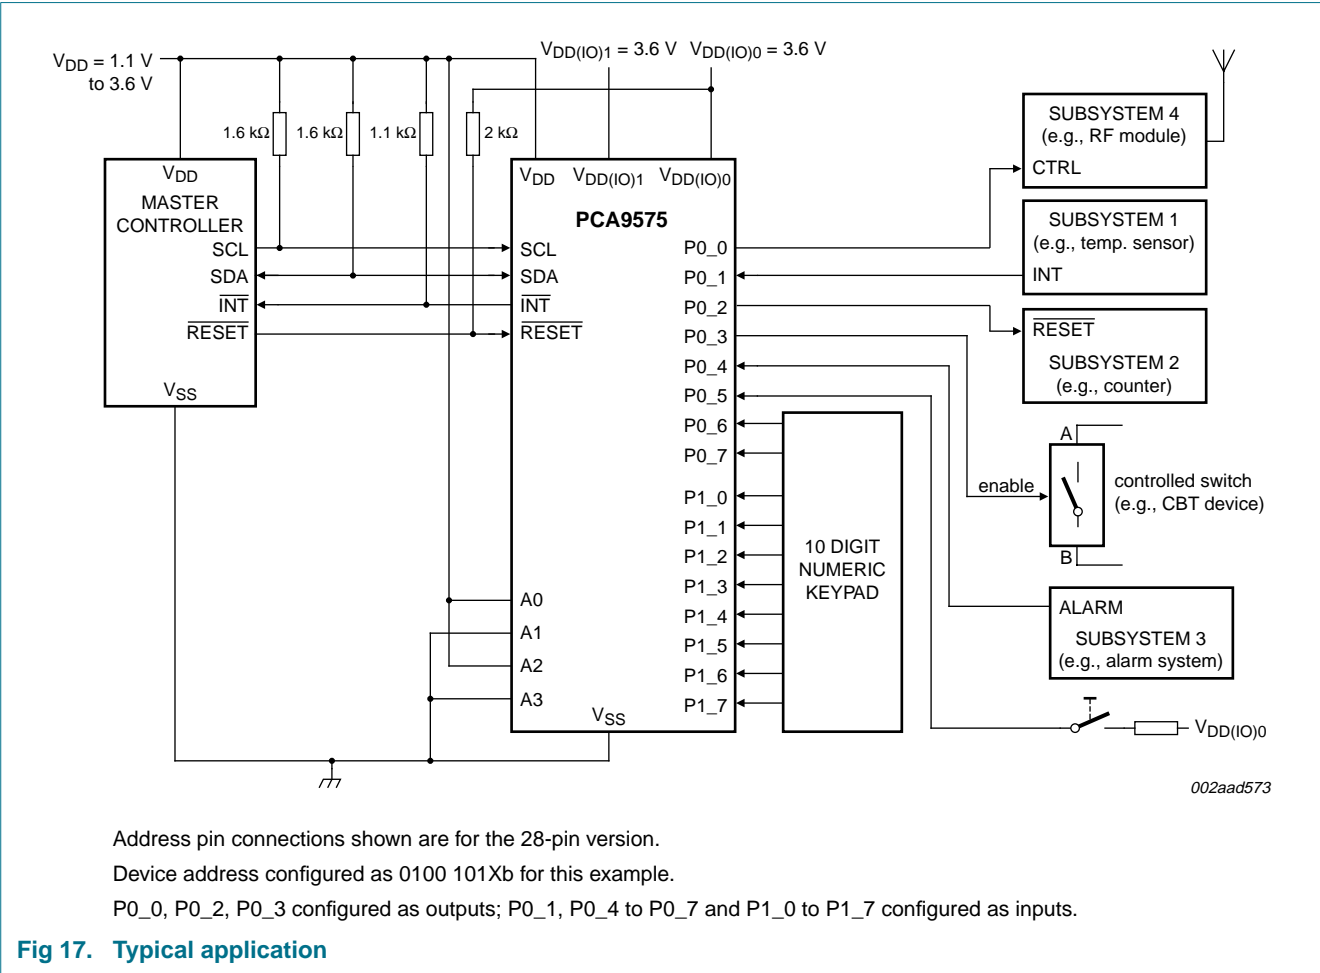 VDD = 1.1 V
to 3.6 V
VDD(IO)1 = 3.6 V
VDD(IO)0 = 3.6 V
1.6 kΩ
1.6 kΩ
1.1 kΩ
2 kΩ
VDD
MASTER
CONTROLLER
SCL
SDA
INT
RESET
VSS
VDD
VDD(IO)1
VDD(IO)0
PCA9575
SCL
SDA
INT
RESET
A0
A1
A2
A3
VSS
P0_0
P0_1
P0_2
P0_3
P0_4
P0_5
P0_6
P0_7
P1_0
P1_1
P1_2
P1_3
P1_4
P1_5
P1_6
P1_7
10 DIGIT
NUMERIC
KEYPAD
SUBSYSTEM 4
(e.g., RF module)
CTRL
SUBSYSTEM 1
(e.g., temp. sensor)
INT
RESET
SUBSYSTEM 2
(e.g., counter)
A
enable
controlled switch
(e.g., CBT device)
B
ALARM
SUBSYSTEM 3
(e.g., alarm system)
VDD(IO)0
002aad573
Address pin connections shown are for the 28-pin version.
Device address configured as 0100 101Xb for this example.
P0_0, P0_2, P0_3 configured as outputs; P0_1, P0_4 to P0_7 and P1_0 to P1_7 configured as inputs.
Fig 17. Typical application